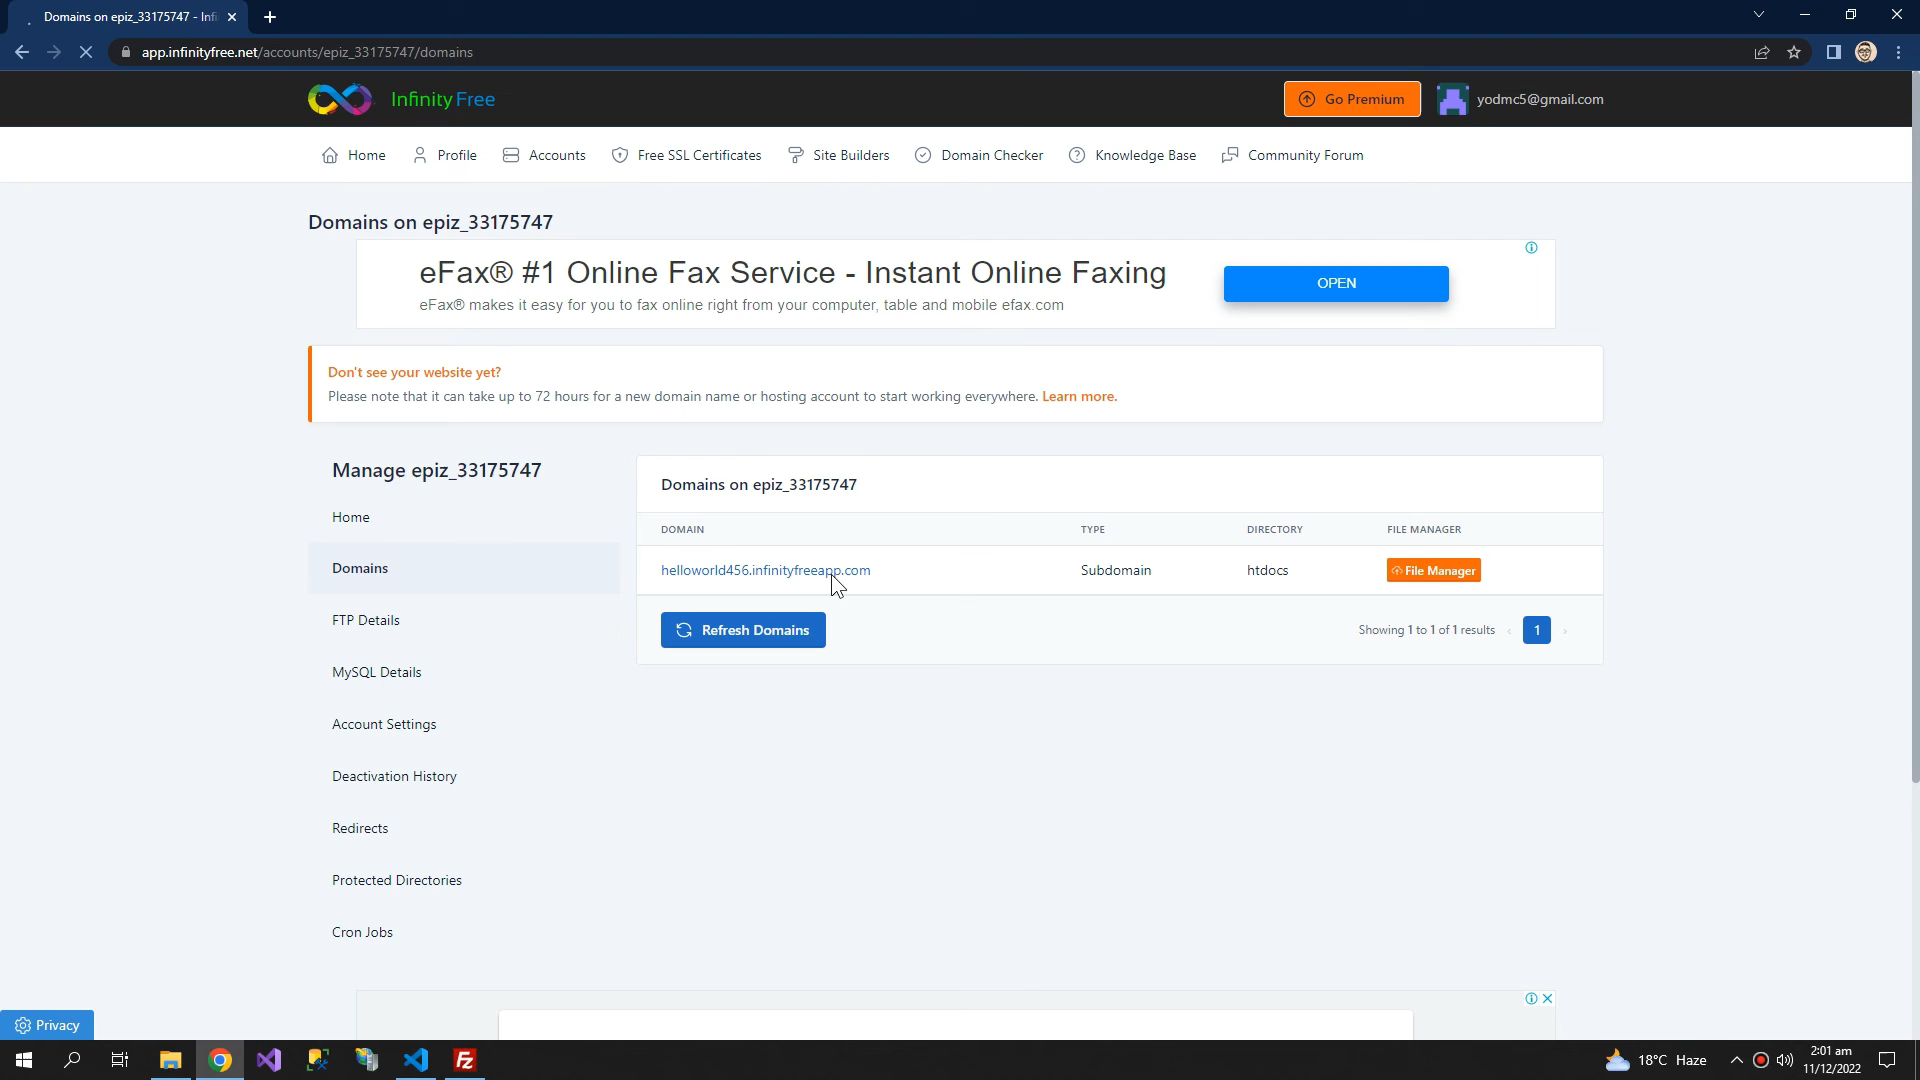 Domains on epiz_33175747 - Infi
app.infinityfree.net/accounts/epiz_33175747/domains
InfinityFree
Go Premium
yodmc5@gmail.com
Home
Profile
Accounts
Free SSL Certificates
Site Builders
Domain Checker
Knowledge Base
Community Forum
Domains on epiz_33175747
eFax® #1 Online Fax Service - Instant Online Faxing
eFax® makes it easy for you to fax online right from your computer, table and mobile efax.com
OPEN
Don't see your website yet?
Please note that it can take up to 72 hours for a new domain name or hosting account to start working everywhere. Learn more.
Manage epiz_33175747
Home
Domains
FTP Details
MySQL Details
Account Settings
Deactivation History
Redirects
Protected Directories
Cron Jobs
Domains on epiz_33175747
DOMAIN TYPE DIRECTORY FILE MANAGER
helloworld456.infinityfreeapp.com Subdomain htdocs File Manager
Refresh Domains
Showing 1 to 1 of 1 results ‹ 1 ›
Privacy
Fz
18°C Haze
2:01 am
11/12/2022